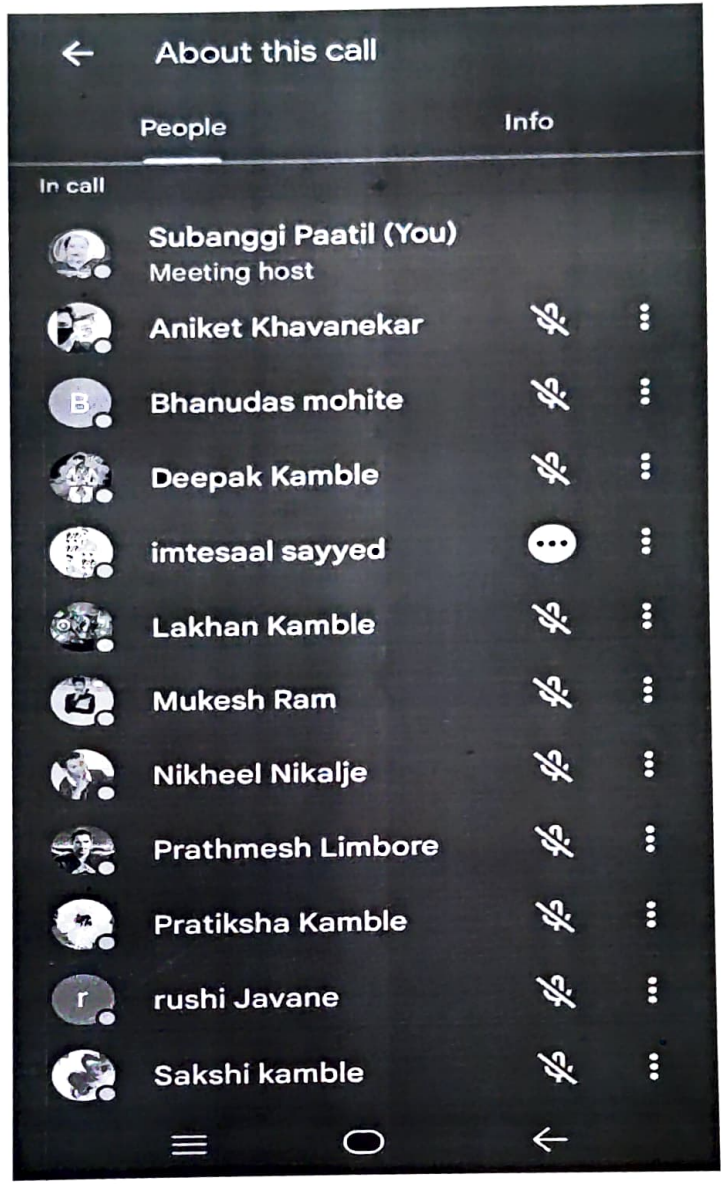 About this call
People Info
In call
Subanggi Paatil (You)
Meeting host
Aniket Khavanekar
B Bhanudas mohite
Deepak Kamble
imtesaal sayyed
Lakhan Kamble
Mukesh Ram
Nikheel Nikalje
Prathmesh Limbore
Pratiksha Kamble
r rushi Javane
Sakshi kamble